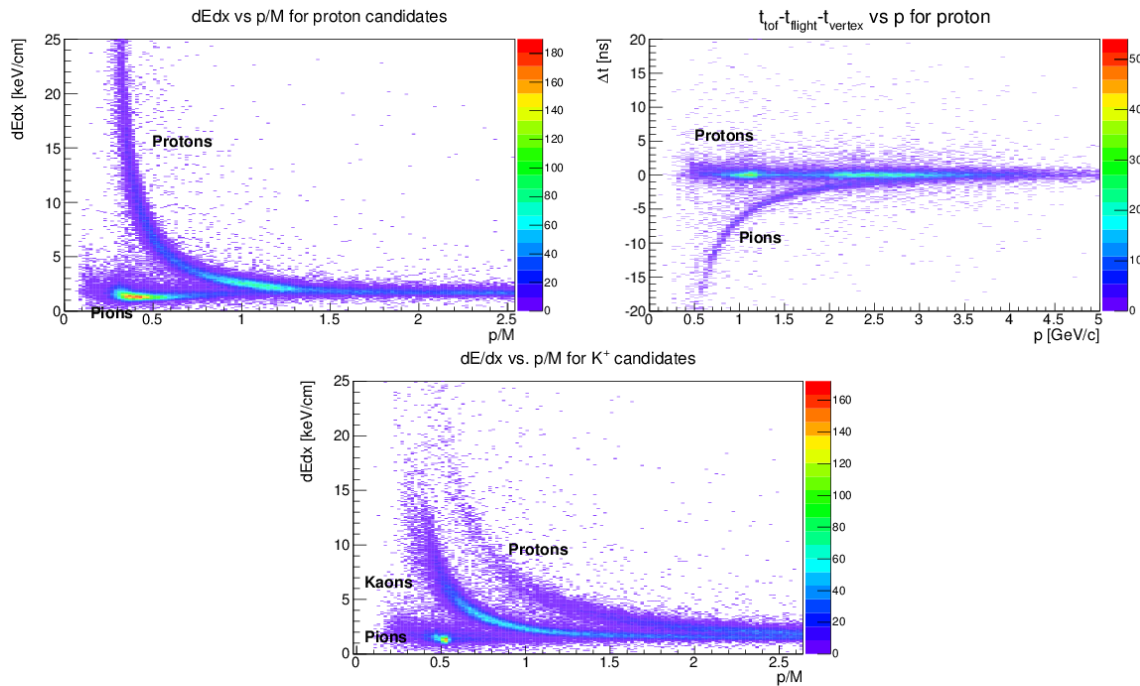 dEdx vs p/M for proton candidates
dEdx [keV/cm]
25
20
15
10
5
0
Protons
Pions
0 0.5 1 1.5 2 2.5
p/M
180
160
140
120
100
80
60
40
20
0
t_tof-t_flight-t_vertex vs p for proton
Δt [ns]
20
15
10
5
0
-5
-10
-15
-20
Protons
Pions
0 0.5 1 1.5 2 2.5 3 3.5 4 4.5 5
p [GeV/c]
50
40
30
20
10
0
dE/dx vs. p/M for K⁺ candidates
dEdx [keV/cm]
25
20
15
10
5
0
Protons
Kaons
Pions
0 0.5 1 1.5 2 2.5
p/M
160
140
120
100
80
60
40
20
0